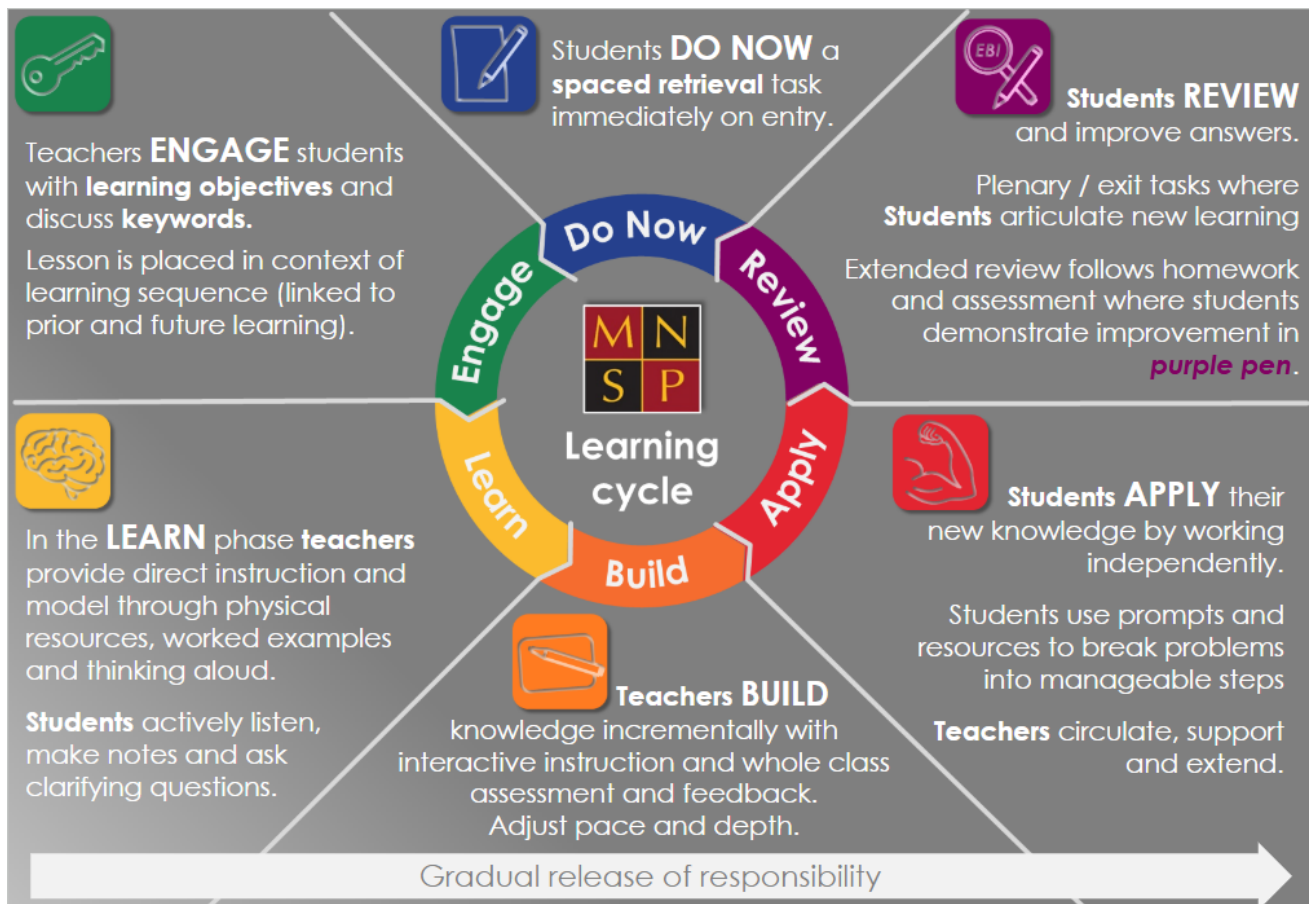 Students DO NOW a
spaced retrieval task
immediately on entry.
Teachers ENGAGE students
with learning objectives and
discuss keywords.
Lesson is placed in context of
learning sequence (linked to
prior and future learning).
In the LEARN phase teachers
provide direct instruction and
model through physical
resources, worked examples
and thinking aloud.
Students actively listen,
make notes and ask
clarifying questions.
Teachers BUILD
knowledge incrementally with
interactive instruction and whole class
assessment and feedback.
Adjust pace and depth.
Students APPLY their
new knowledge by working
independently.
Students use prompts and
resources to break problems
into manageable steps
Teachers circulate, support
and extend.
EBI
Students REVIEW
and improve answers.
Plenary / exit tasks where
Students articulate new learning
Extended review follows homework
and assessment where students
demonstrate improvement in
purple pen.
Do Now
Engage
Learn
Build
Apply
Review
M N
S P
Learning
cycle
Gradual release of responsibility